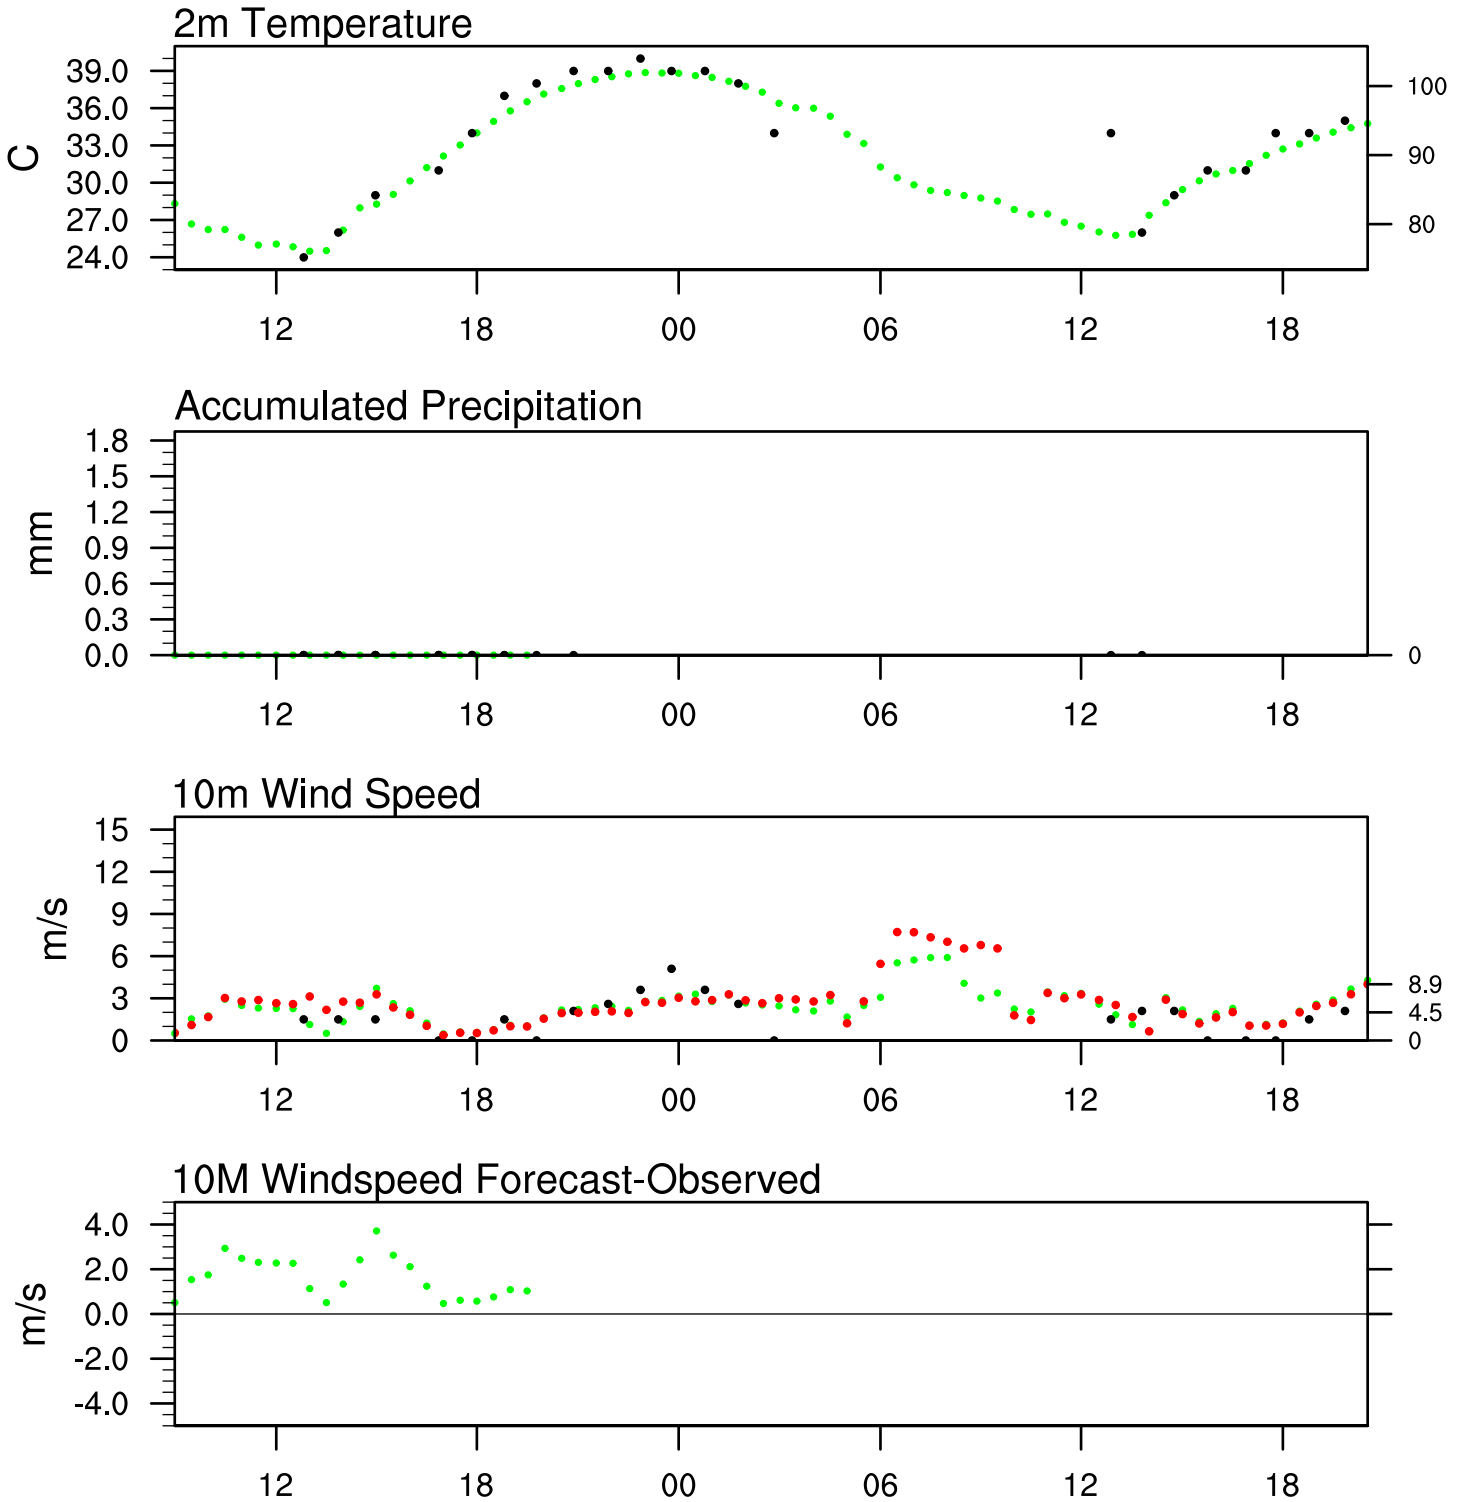 2m Temperature
39.0
36.0
33.0
30.0
27.0
24.0
C
100
90
80
12 18 00 06 12 18
Accumulated Precipitation
1.8
1.5
1.2
0.9
0.6
0.3
0.0
mm
0
12 18 00 06 12 18
10m Wind Speed
15
12
9
6
3
0
m/s
8.9
4.5
0
12 18 00 06 12 18
10M Windspeed Forecast-Observed
4.0
2.0
0.0
-2.0
-4.0
m/s
12 18 00 06 12 18